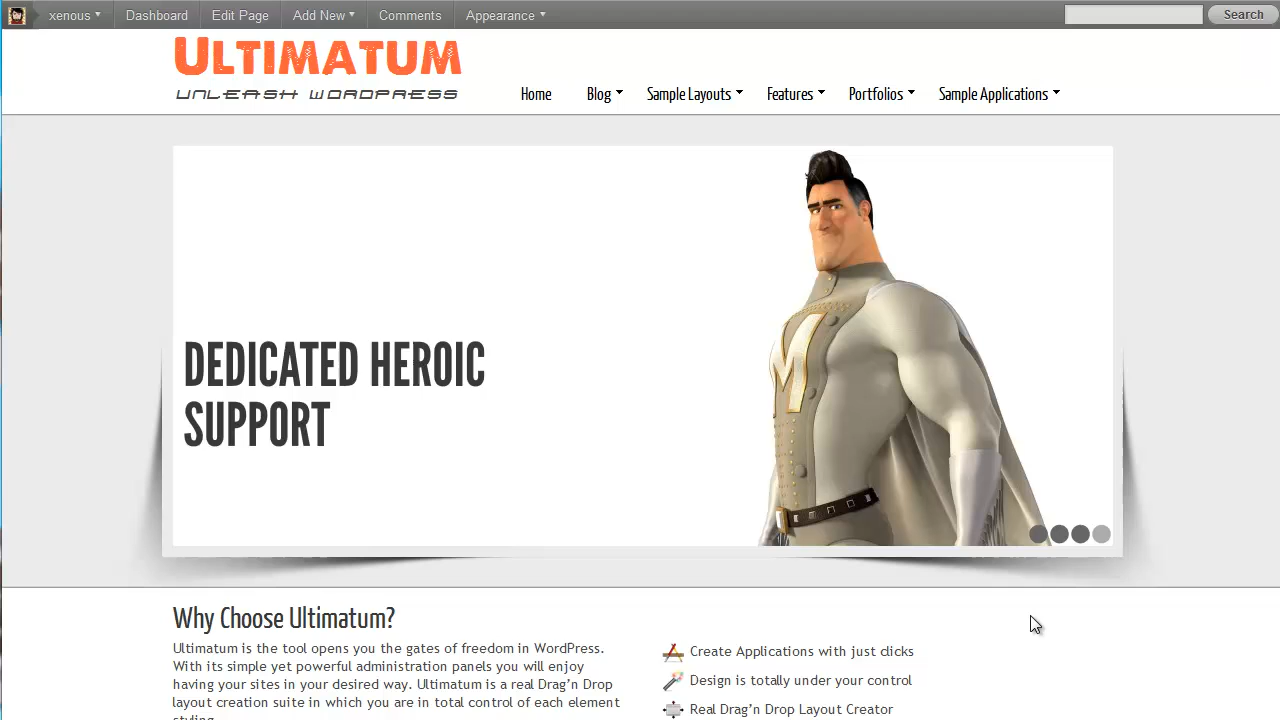 xenous Dashboard Edit Page Add New Comments Appearance Search
ULTIMATUM
UNLEASH WORDPRESS
Home Blog Sample Layouts Features Portfolios Sample Applications
M
DEDICATED HEROIC
SUPPORT
Why Choose Ultimatum?
Ultimatum is the tool opens you the gates of freedom in WordPress.
With its simple yet powerful administration panels you will enjoy
having your sites in your desired way. Ultimatum is a real Drag’n Drop
layout creation suite in which you are in total control of each element
styling
Create Applications with just clicks
Design is totally under your control
Real Drag’n Drop Layout Creator